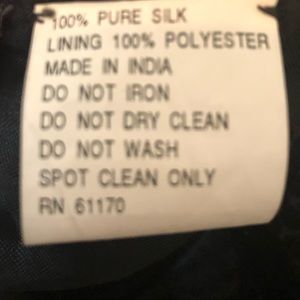 100% PURE SILK
LINING 100% POLYESTER
MADE IN INDIA
DO NOT IRON
DO NOT DRY CLEAN
DO NOT WASH
SPOT CLEAN ONLY
RN 61170